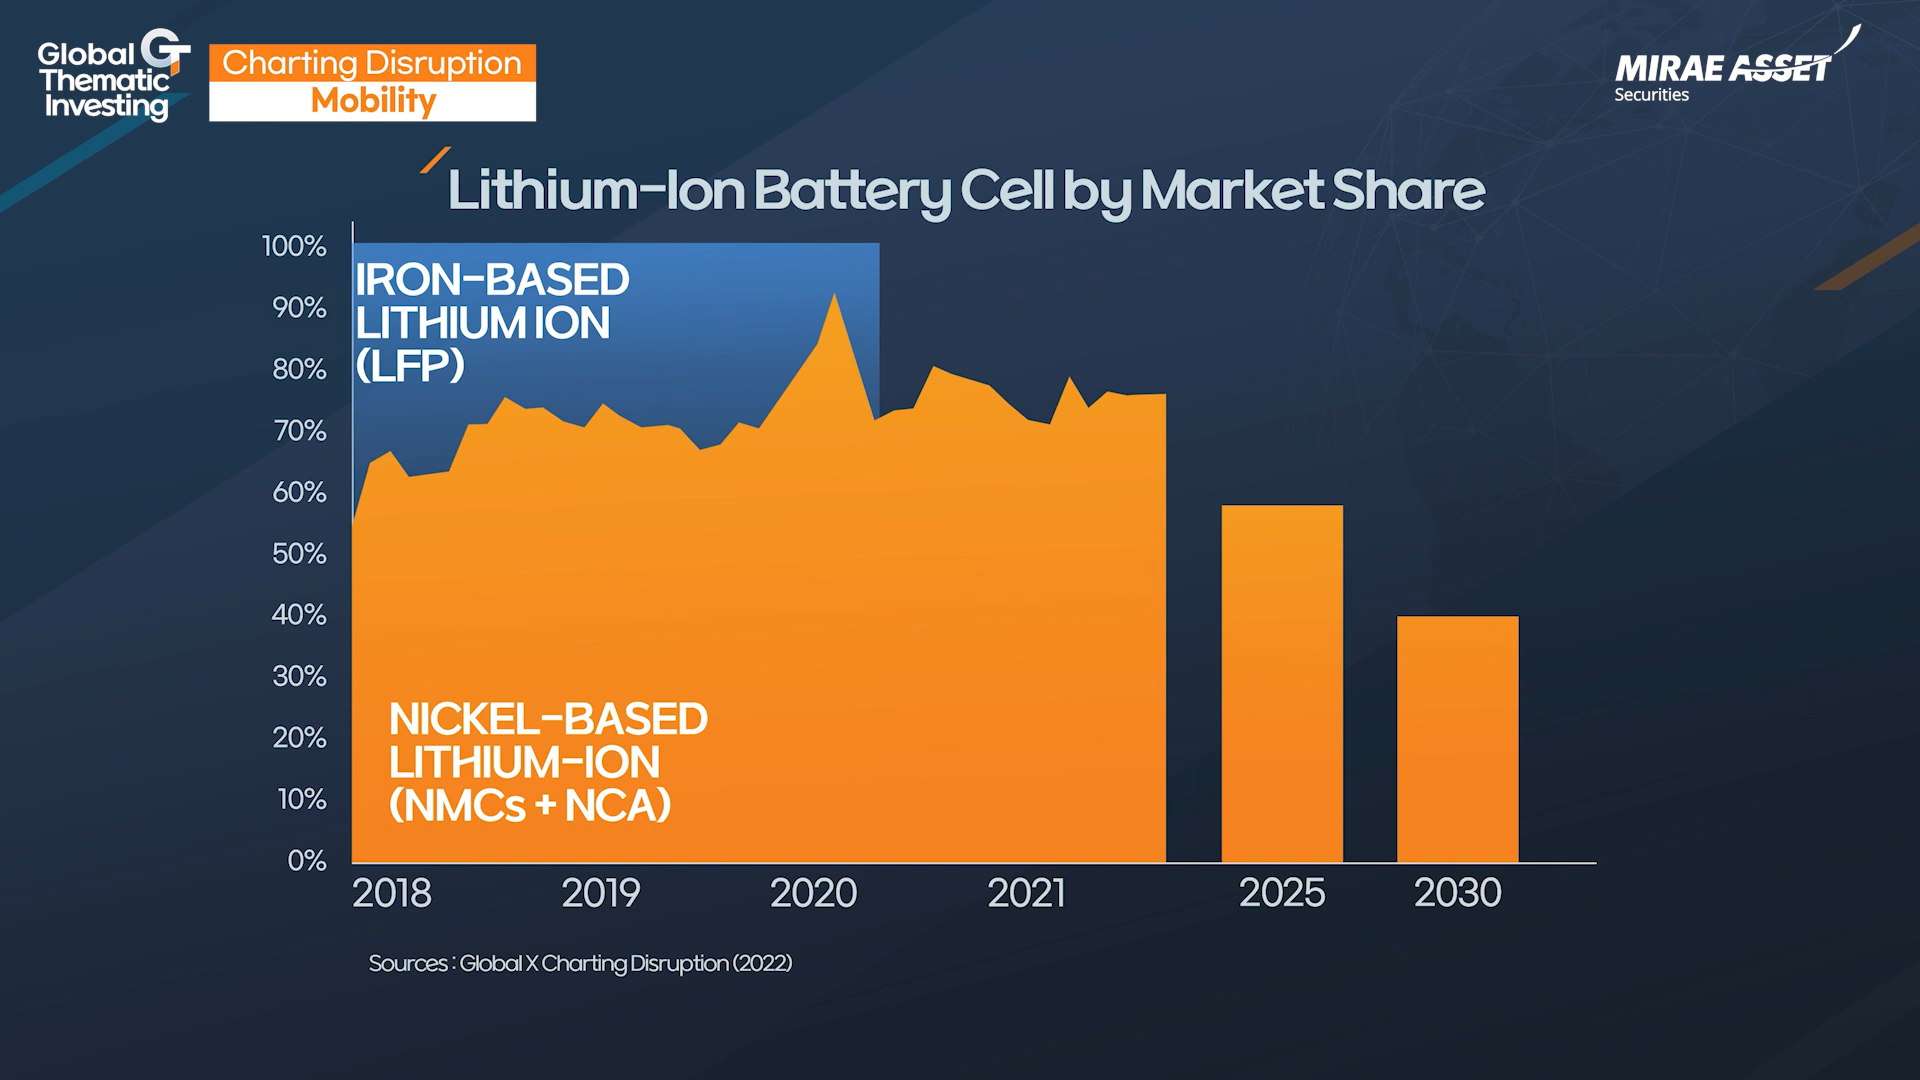 Global
Thematic
Investing
GT
Charting Disruption
Mobility
MIRAE ASSET
Securities
Lithium-Ion Battery Cell by Market Share
100%
90%
80%
70%
60%
50%
40%
30%
20%
10%
0%
IRON-BASED
LITHIUM ION
(LFP)
NICKEL-BASED
LITHIUM-ION
(NMCs + NCA)
2018 2019 2020 2021 2025 2030
Sources : Global X Charting Disruption (2022)